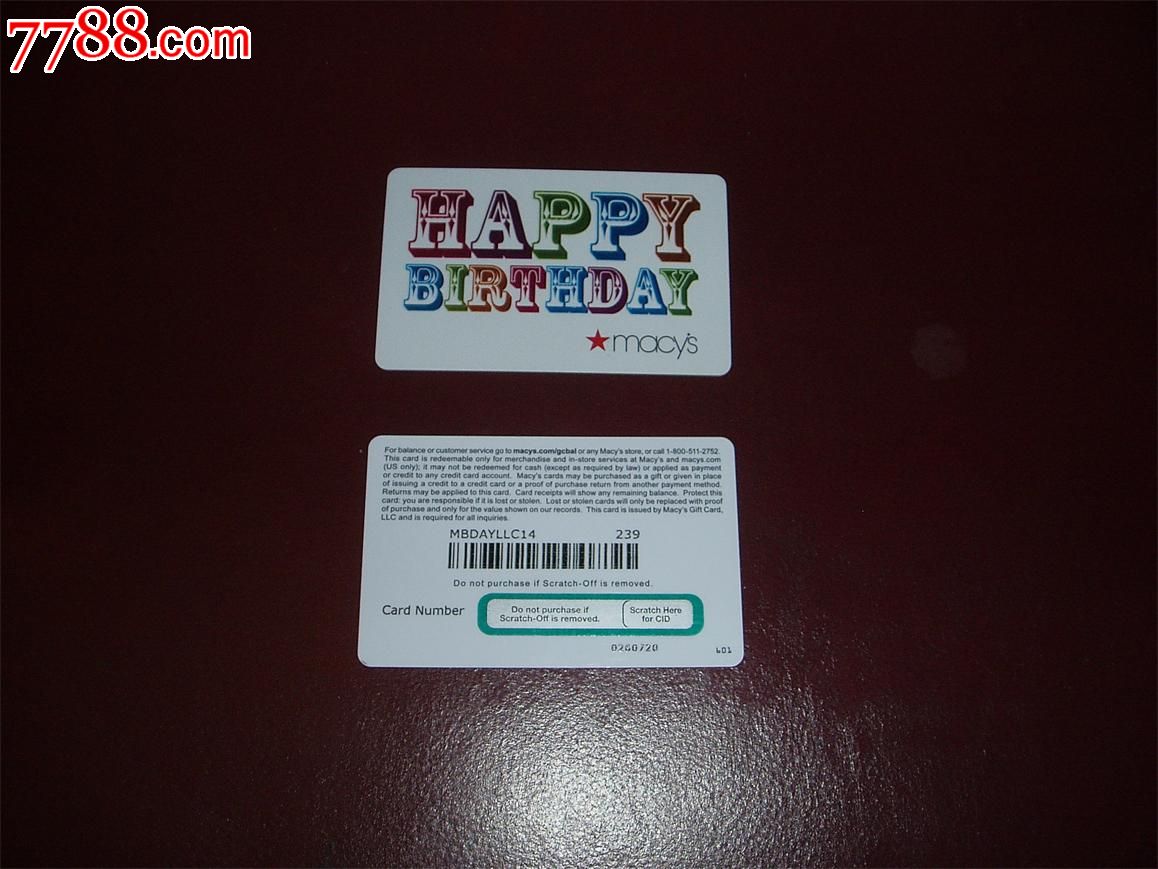 7788.com
HAPPY
BIRTHDAY
macy's
For balance or customer service go to macys.com/gcbal or any Macy's store, or call 1-800-511-2752.
This card is redeemable only for merchandise and in-store services at Macy's and macys.com
(US only); it may not be redeemed for cash (except as required by law) or applied as payment
or credit to any credit card account. Macy's cards may be purchased as a gift or given in place
of issuing a credit to a credit card or a proof of purchase return from another payment method.
Returns may be applied to this card. Card receipts will show any remaining balance. Protect this
card: you are responsible if it is lost or stolen. Lost or stolen cards will only be replaced with proof
of purchase and only for the value shown on our records. This card is issued by Macy's Gift Card,
LLC and is required for all inquiries.
MBDAYLLC14 239
Do not purchase if Scratch-Off is removed.
Card Number
Do not purchase if
Scratch-Off is removed.
Scratch Here
for CID
0260720
601